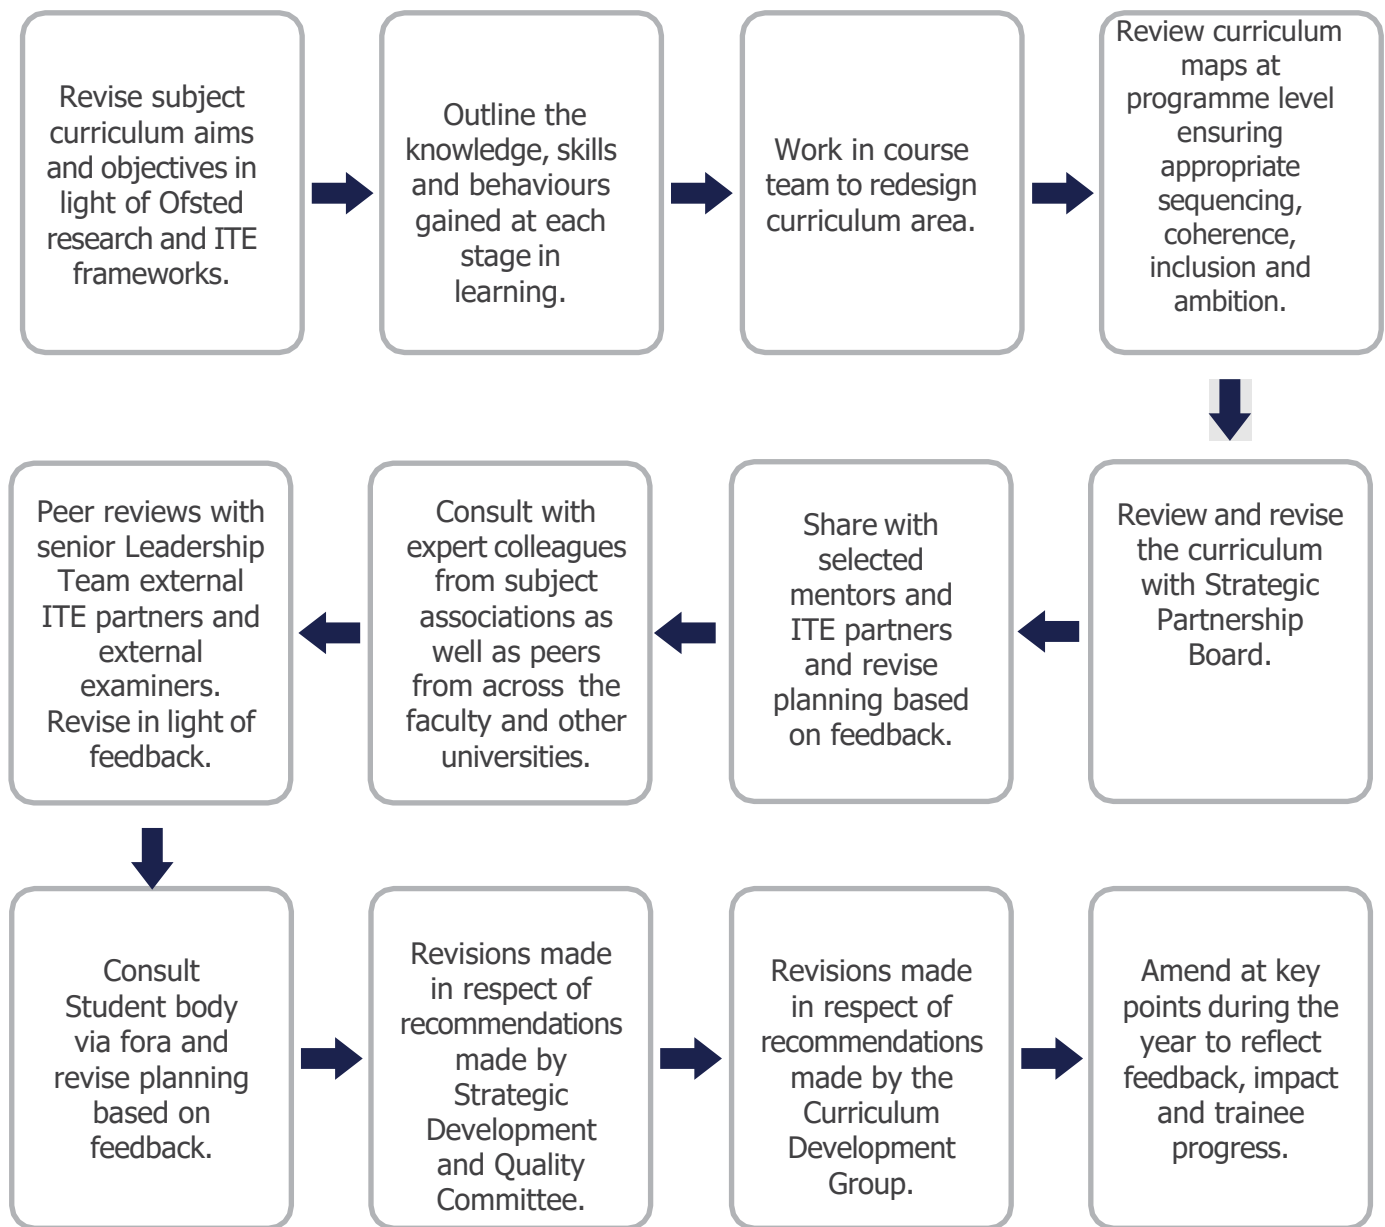 Revise subject
curriculum aims
and objectives in
light of Ofsted
research and ITE
frameworks.
Outline the
knowledge, skills
and behaviours
gained at each
stage in
learning.
Work in course
team to redesign
curriculum area.
Review curriculum
maps at
programme level
ensuring
appropriate
sequencing,
coherence,
inclusion and
ambition.
Review and revise
the curriculum
with Strategic
Partnership
Board.
Share with
selected
mentors and
ITE partners
and revise
planning based
on feedback.
Consult with
expert colleagues
from subject
associations as
well as peers
from across the
faculty and other
universities.
Peer reviews with
senior Leadership
Team external
ITE partners and
external
examiners.
Revise in light of
feedback.
Consult
Student body
via fora and
revise planning
based on
feedback.
Revisions made
in respect of
recommendations
made by
Strategic
Development
and Quality
Committee.
Revisions made
in respect of
recommendations
made by the
Curriculum
Development
Group.
Amend at key
points during the
year to reflect
feedback, impact
and trainee
progress.